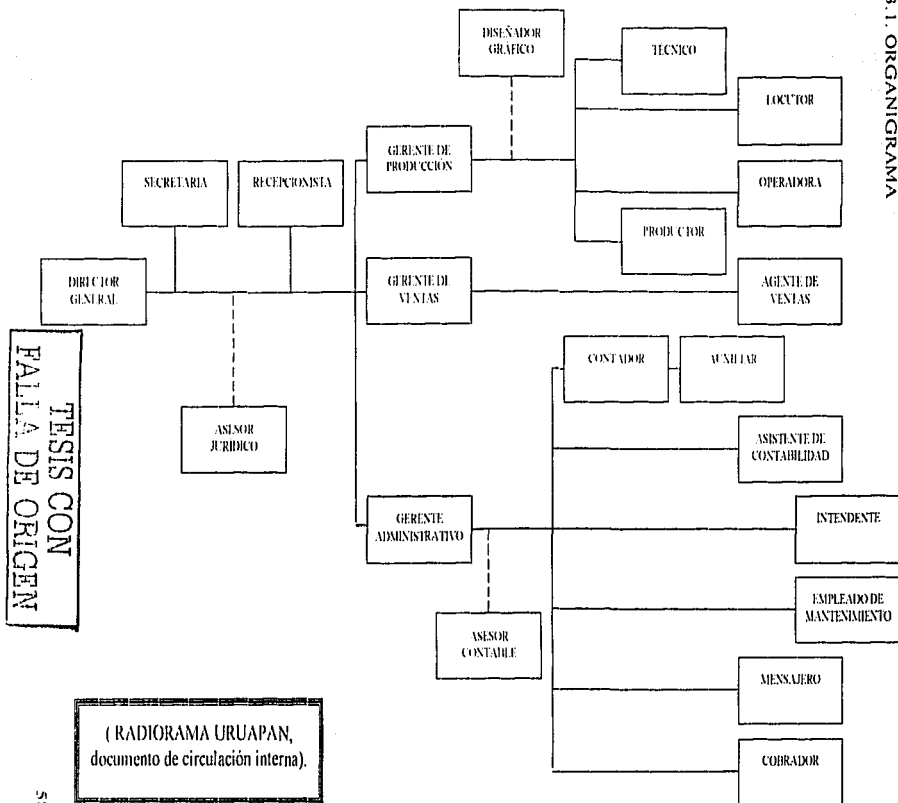 3.1. ORGANIGRAMA
DISEÑADOR
GRÁFICO
TECNICO
LOCUTOR
GERENTE DE
PRODUCCIÓN
SECRETARIA
RECEPCIONISTA
OPERADORA
PRODUCTOR
DIRECTOR
GENERAL
GERENTE DE
VENTAS
AGENTE DE
VENTAS
CONTADOR
AUXILIAR
ASESOR
JURIDICO
ASISTENTE DE
CONTABILIDAD
GERENTE
ADMINISTRATIVO
INTENDENTE
EMPLEADO DE
MANTENIMIENTO
ASESOR
CONTABLE
MENSAJERO
COBRADOR
TESIS CON
FALLA DE ORIGEN
( RADIORAMA URUAPAN,
documento de circulación interna).